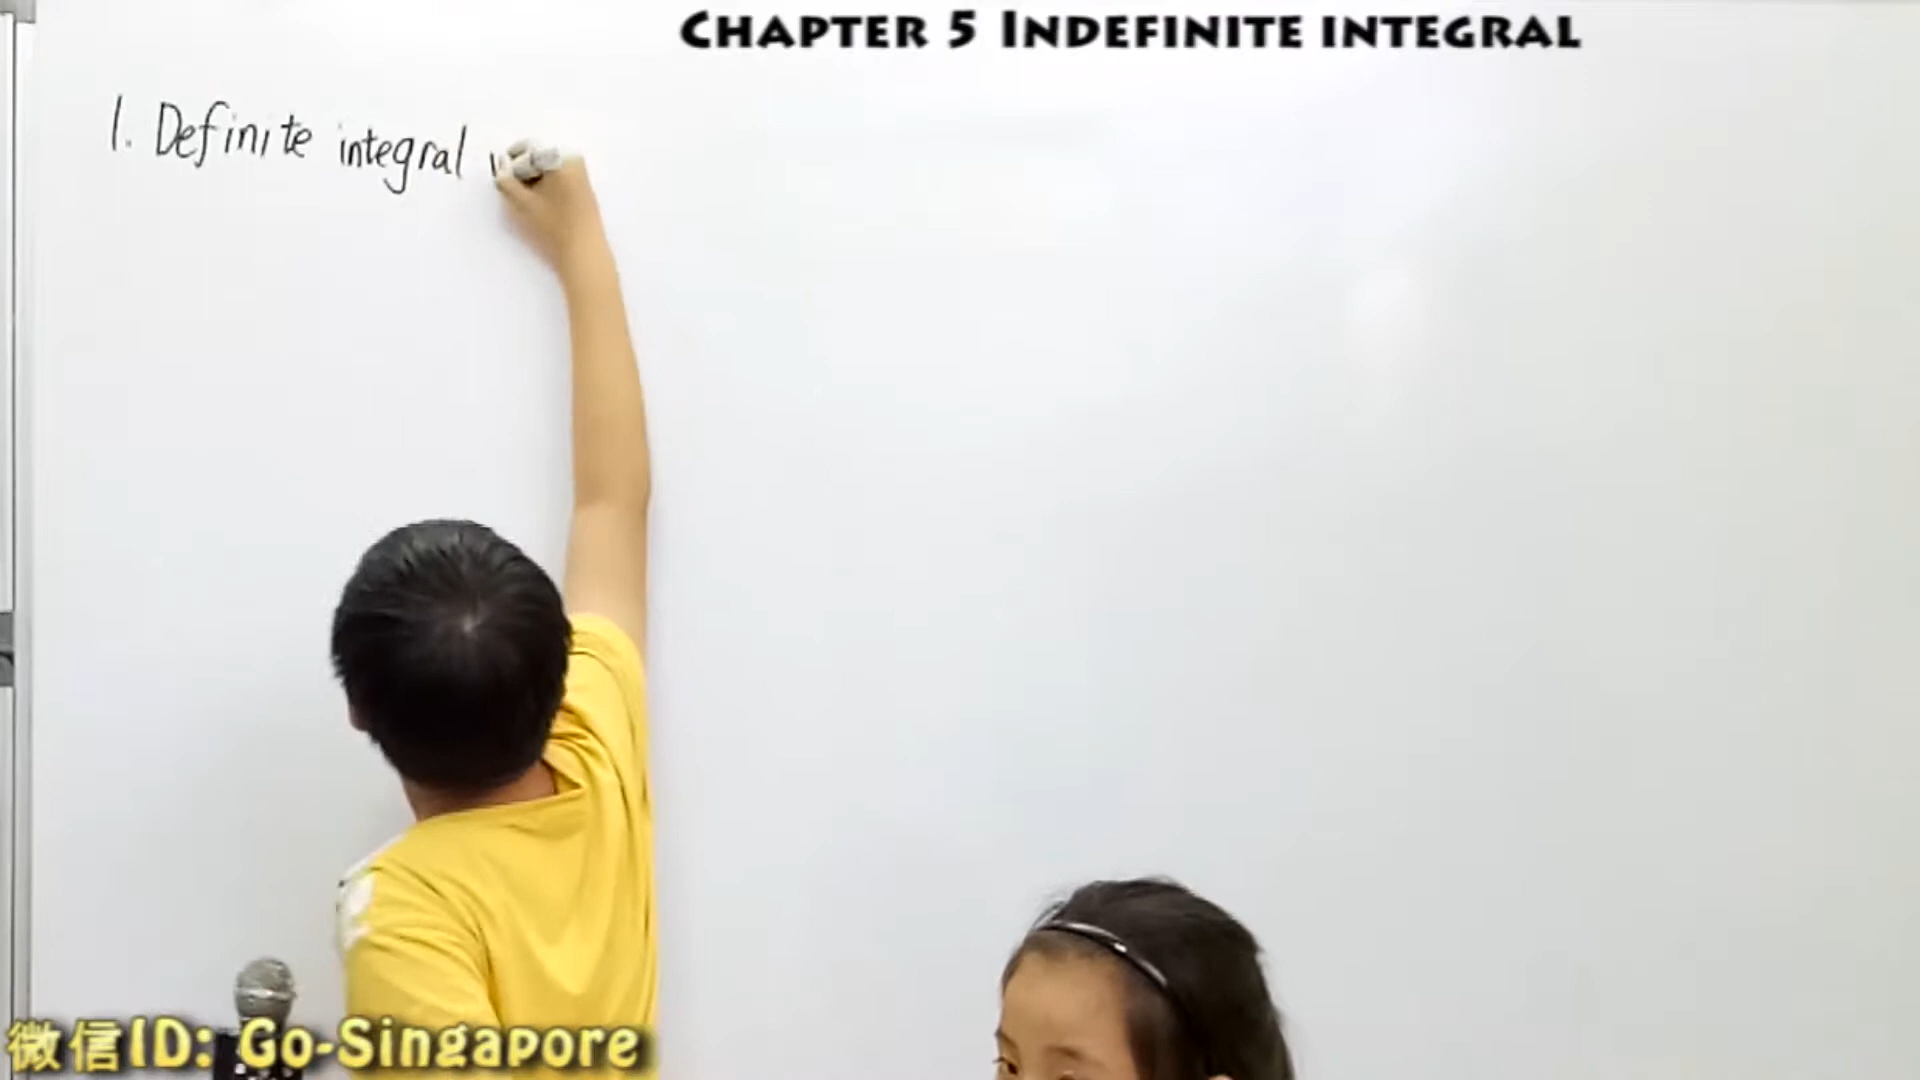 CHAPTER 5 INDEFINITE INTEGRAL
1. Definite integral
微信ID: Go-Singapore